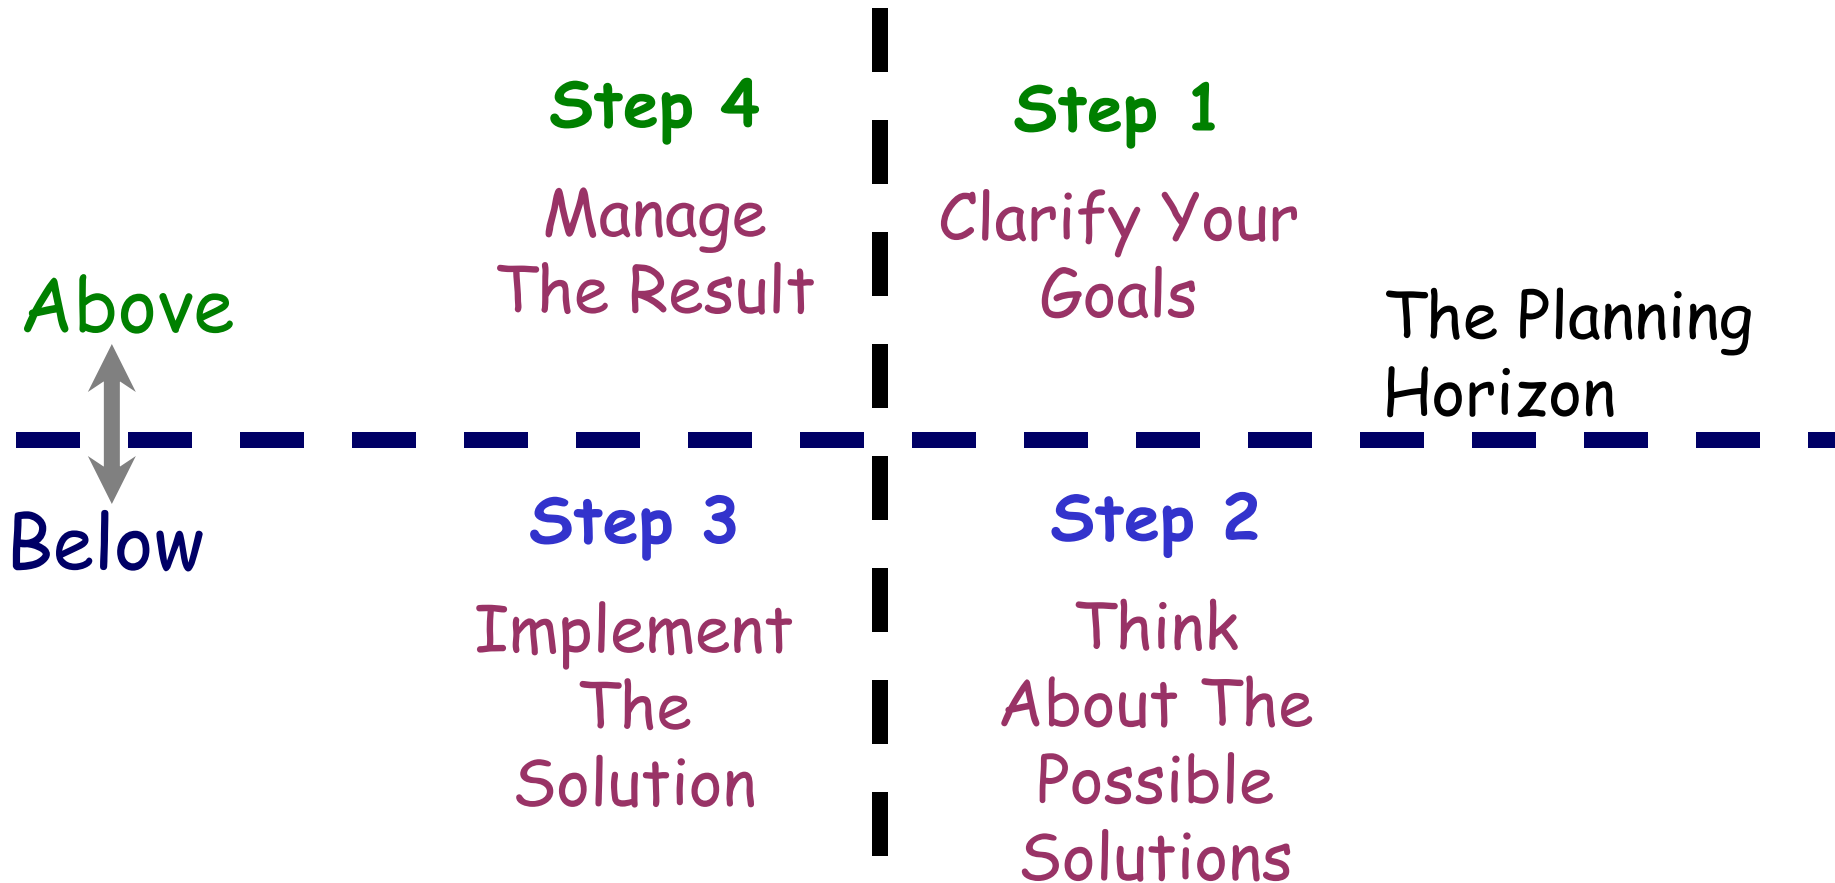 Step 4
Manage
The Result
Step 1
Clarify Your
Goals
Above
The Planning
Horizon
Below
Step 3
Implement
The
Solution
Step 2
Think
About The
Possible
Solutions